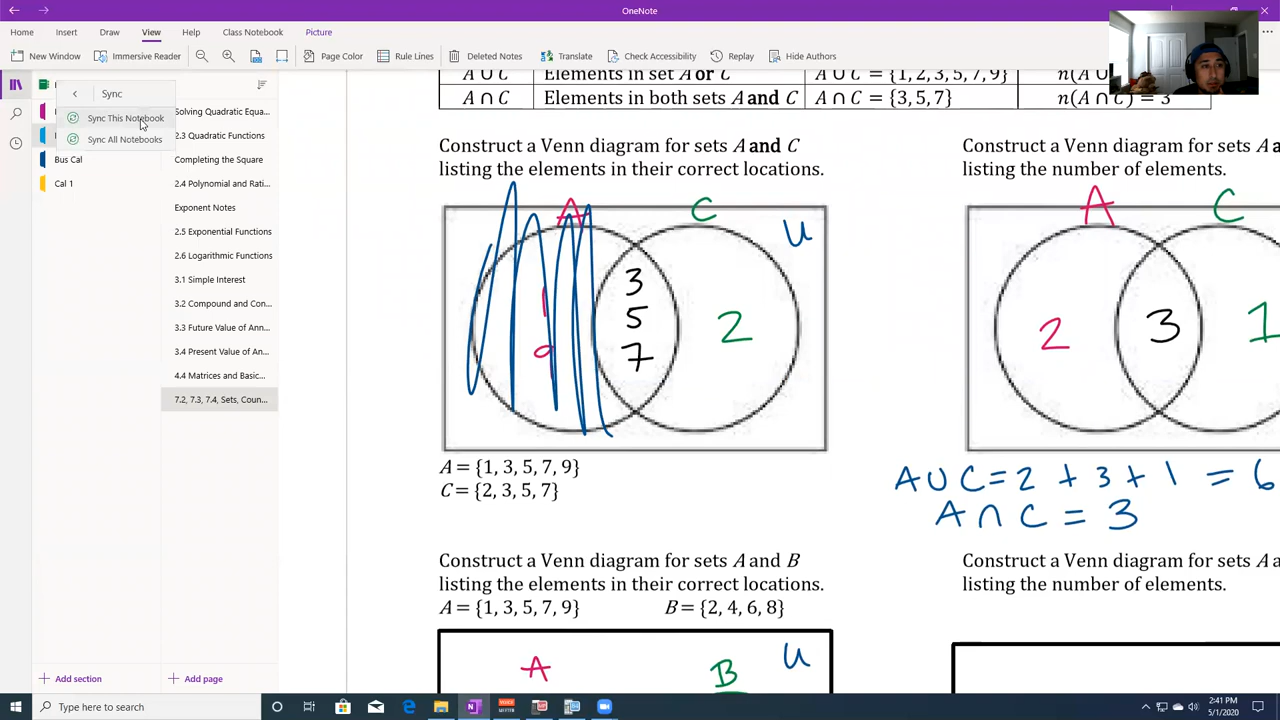 OneNote
Home Insert Draw View Help Class Notebook Picture
New Window Immersive Reader Page Color Rule Lines Deleted Notes Translate Check Accessibility Replay Hide Authors
Sync
Sync This Notebook
Sync All Notebooks
Bus Cal
Cal 1
Solving Quadratic Equa...
2.3 Quadratic Functions
Completing the Square
2.4 Polynomial and Rati...
Exponent Notes
2.5 Exponential Functions
2.6 Logarithmic Functions
3.1 Simple Interest
3.2 Compound and Con...
3.3 Future Value of Ann...
3.4 Present Value of An...
4.4 Matrices and Basic...
7.2, 7.3, 7.4, Sets, Coun...
Add section
Add page
A ∪ C Elements in set A or C A ∪ C = {1, 2, 3, 5, 7, 9} n(A ∪
A ∩ C Elements in both sets A and C A ∩ C = {3, 5, 7} n(A ∩ C) = 3
Construct a Venn diagram for sets A and C
listing the elements in their correct locations.
A C
U
1
9
3
5
7
2
A = {1, 3, 5, 7, 9}
C = {2, 3, 5, 7}
Construct a Venn diagram for sets A a
listing the number of elements.
A C
2 3 1
A ∪ C = 2 + 3 + 1 = 6
A ∩ C = 3
Construct a Venn diagram for sets A and B
listing the elements in their correct locations.
A = {1, 3, 5, 7, 9} B = {2, 4, 6, 8}
A B U
Construct a Venn diagram for sets A a
listing the number of elements.
Type here to search
2:41 PM
5/1/2020